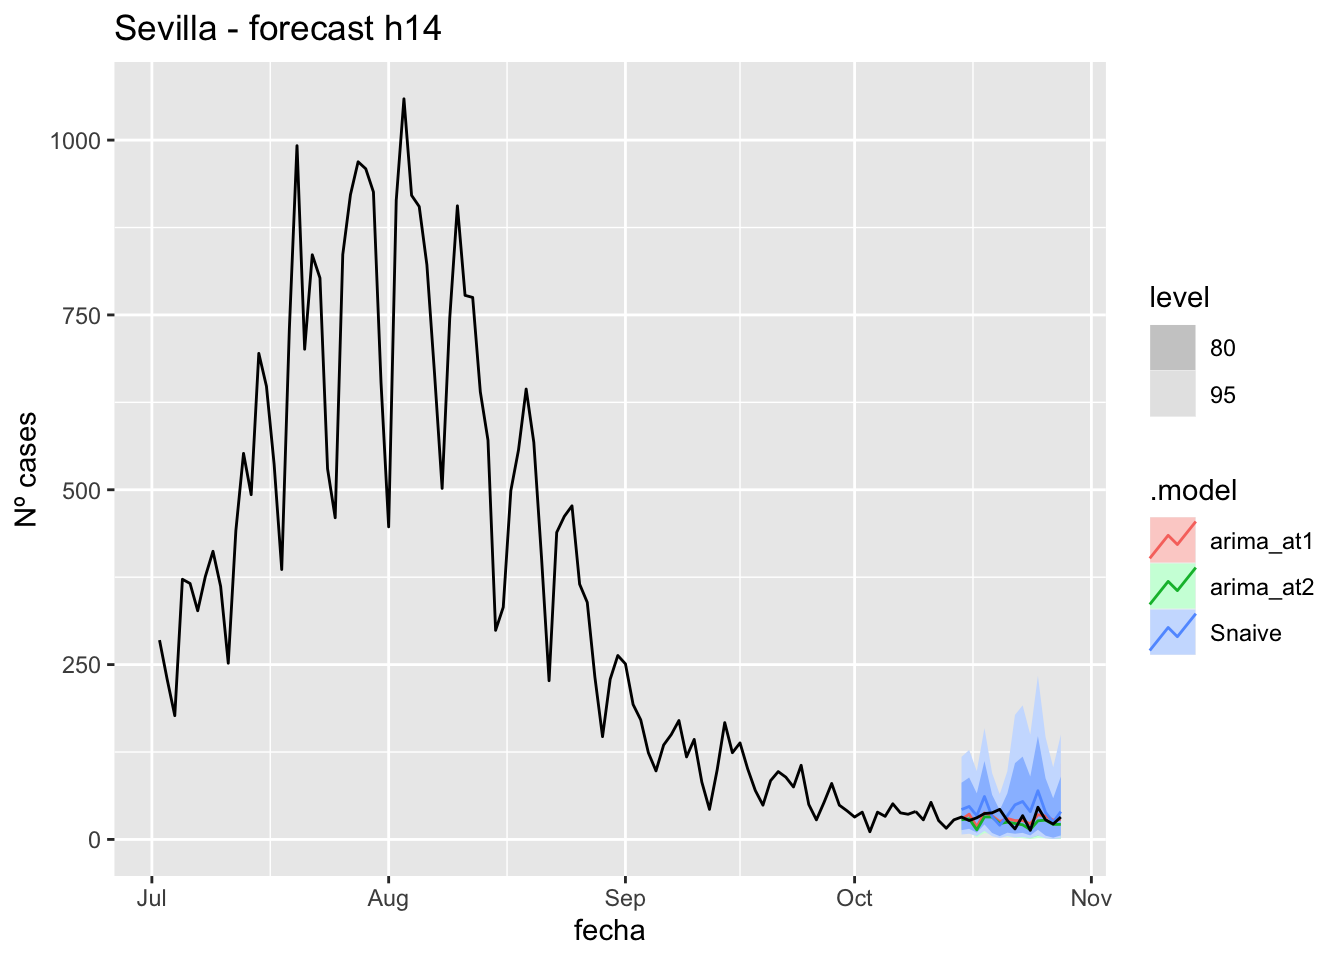 Sevilla - forecast h14
Nº cases
1000
750
500
250
0
Jul
Aug
Sep
Oct
Nov
fecha
level
80
95
.model
arima_at1
arima_at2
Snaive